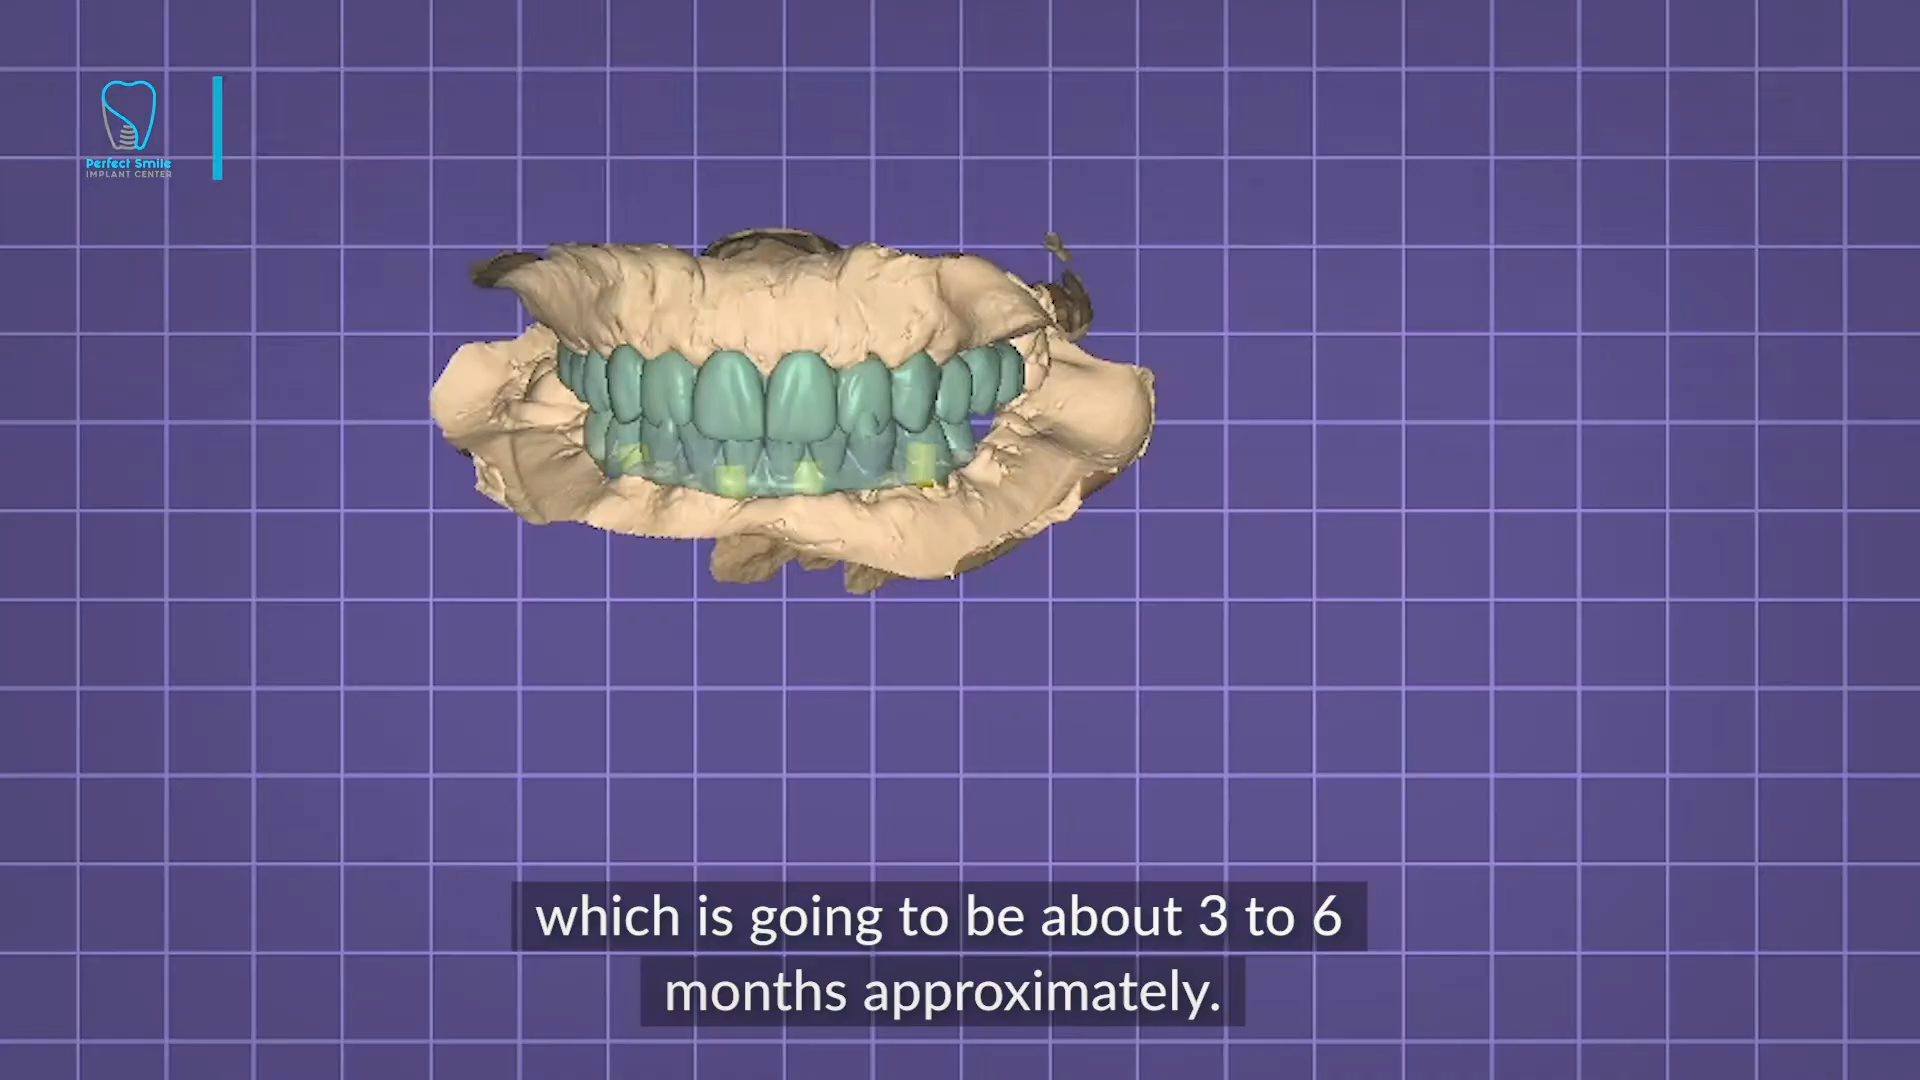 Perfect Smile
IMPLANT CENTER
which is going to be about 3 to 6
months approximately.